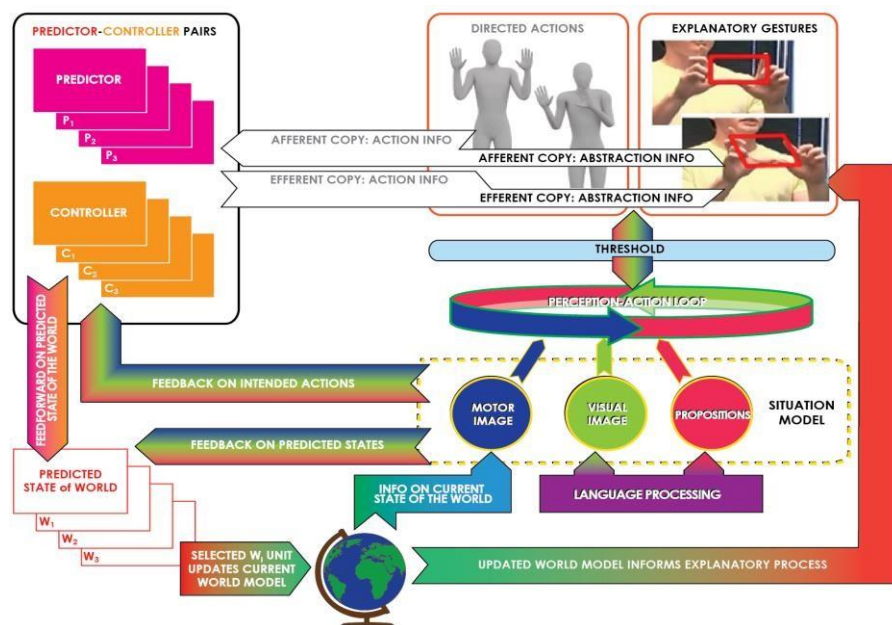 PREDICTOR-CONTROLLER PAIRS
PREDICTOR
P1
P2
P3
CONTROLLER
C1
C2
C3
DIRECTED ACTIONS
EXPLANATORY GESTURES
AFFERENT COPY: ACTION INFO
AFFERENT COPY: ABSTRACTION INFO
EFFERENT COPY: ACTION INFO
EFFERENT COPY: ABSTRACTION INFO
THRESHOLD
PERCEPTION-ACTION LOOP
FEEDFORWARD ON PREDICTED
STATE OF THE WORLD
FEEDBACK ON INTENDED ACTIONS
FEEDBACK ON PREDICTED STATES
MOTOR
IMAGE
VISUAL
IMAGE
PROPOSITIONS
SITUATION
MODEL
PREDICTED
STATE of WORLD
W1
W2
W3
INFO ON CURRENT
STATE OF THE WORLD
LANGUAGE PROCESSING
SELECTED Wi UNIT
UPDATES CURRENT
WORLD MODEL
UPDATED WORLD MODEL INFORMS EXPLANATORY PROCESS